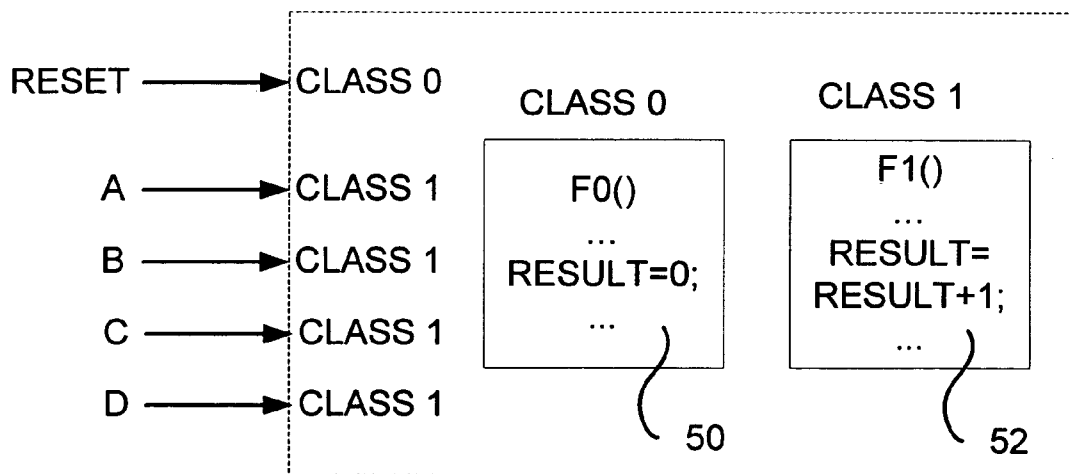 RESET
CLASS 0
A
CLASS 1
B
CLASS 1
C
CLASS 1
D
CLASS 1
CLASS 0
F0()
...
RESULT=0;
...
50
CLASS 1
F1()
...
RESULT=
RESULT+1;
...
52